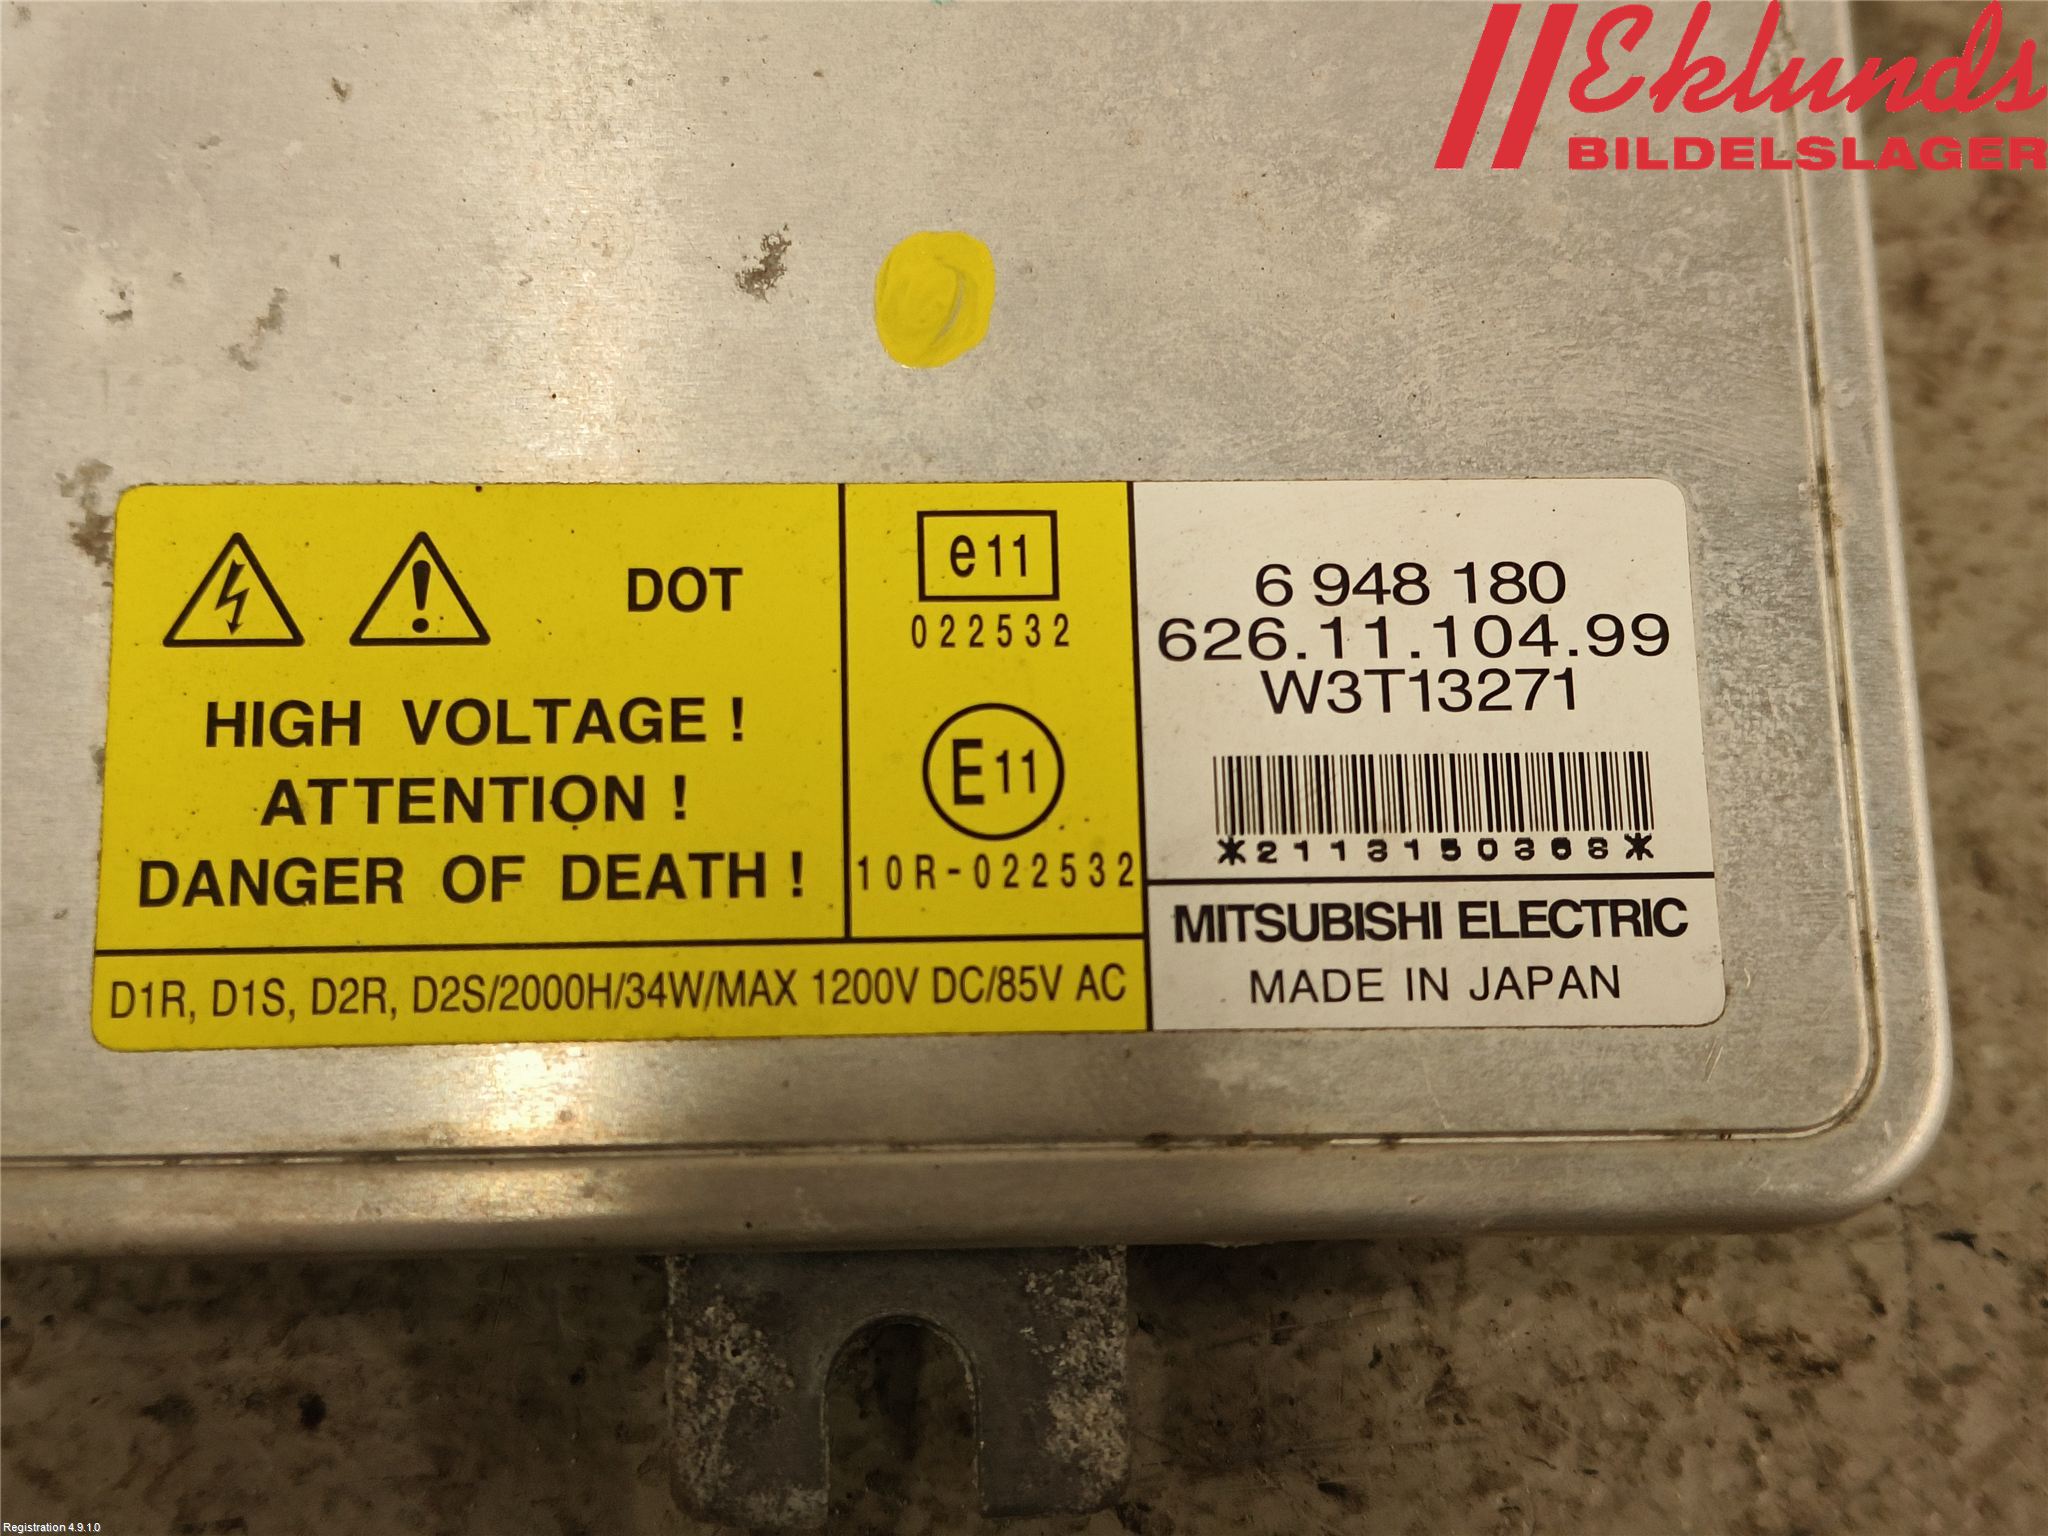 Eklunds
BILDELSLAGER
DOT
HIGH VOLTAGE !
ATTENTION !
DANGER OF DEATH !
D1R, D1S, D2R, D2S/2000H/34W/MAX 1200V DC/85V AC
e11
022532
E11
10R-022532
6 948 180
626.11.104.99
W3T13271
*2113150368*
MITSUBISHI ELECTRIC
MADE IN JAPAN
Registration 4.9.1.0